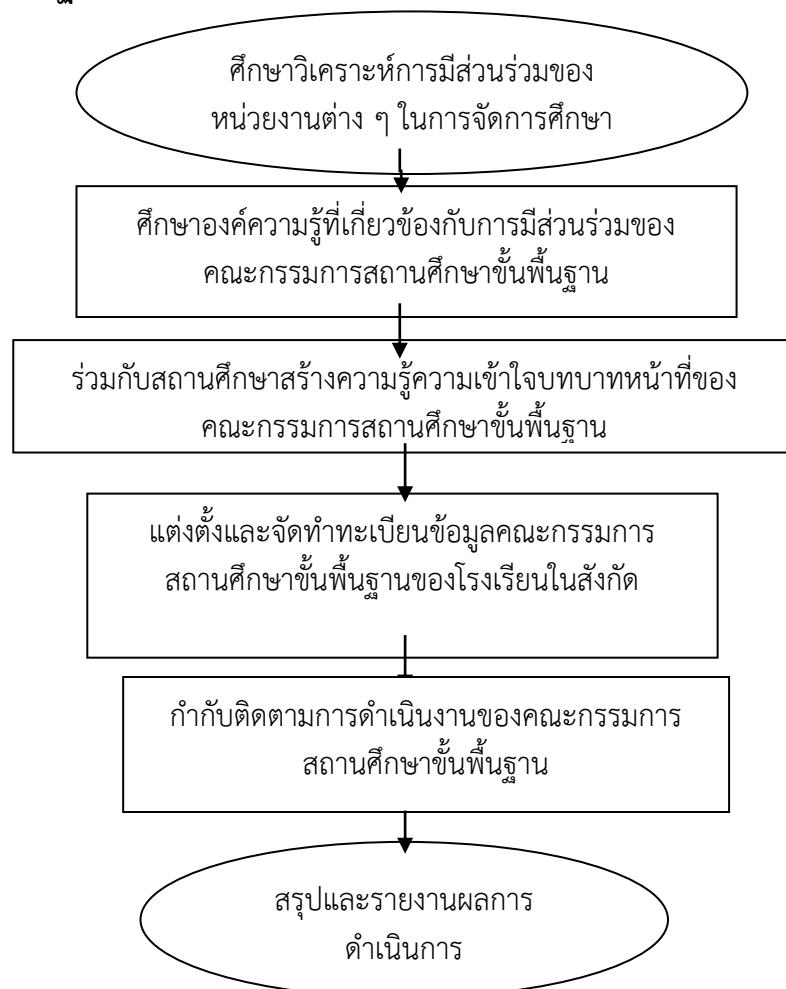 ศึกษาวิเคราะห์การมีส่วนร่วมของ
หน่วยงานต่าง ๆ ในการจัดการศึกษา
ศึกษาองค์ความรู้ที่เกี่ยวข้องกับการมีส่วนร่วมของ
คณะกรรมการสถานศึกษาขั้นพื้นฐาน
ร่วมกับสถานศึกษาสร้างความรู้ความเข้าใจบทบาทหน้าที่ของ
คณะกรรมการสถานศึกษาขั้นพื้นฐาน
แต่งตั้งและจัดทำทะเบียนข้อมูลคณะกรรมการ
สถานศึกษาขั้นพื้นฐานของโรงเรียนในสังกัด
กำกับติดตามการดำเนินงานของคณะกรรมการ
สถานศึกษาขั้นพื้นฐาน
สรุปและรายงานผลการ
ดำเนินการ